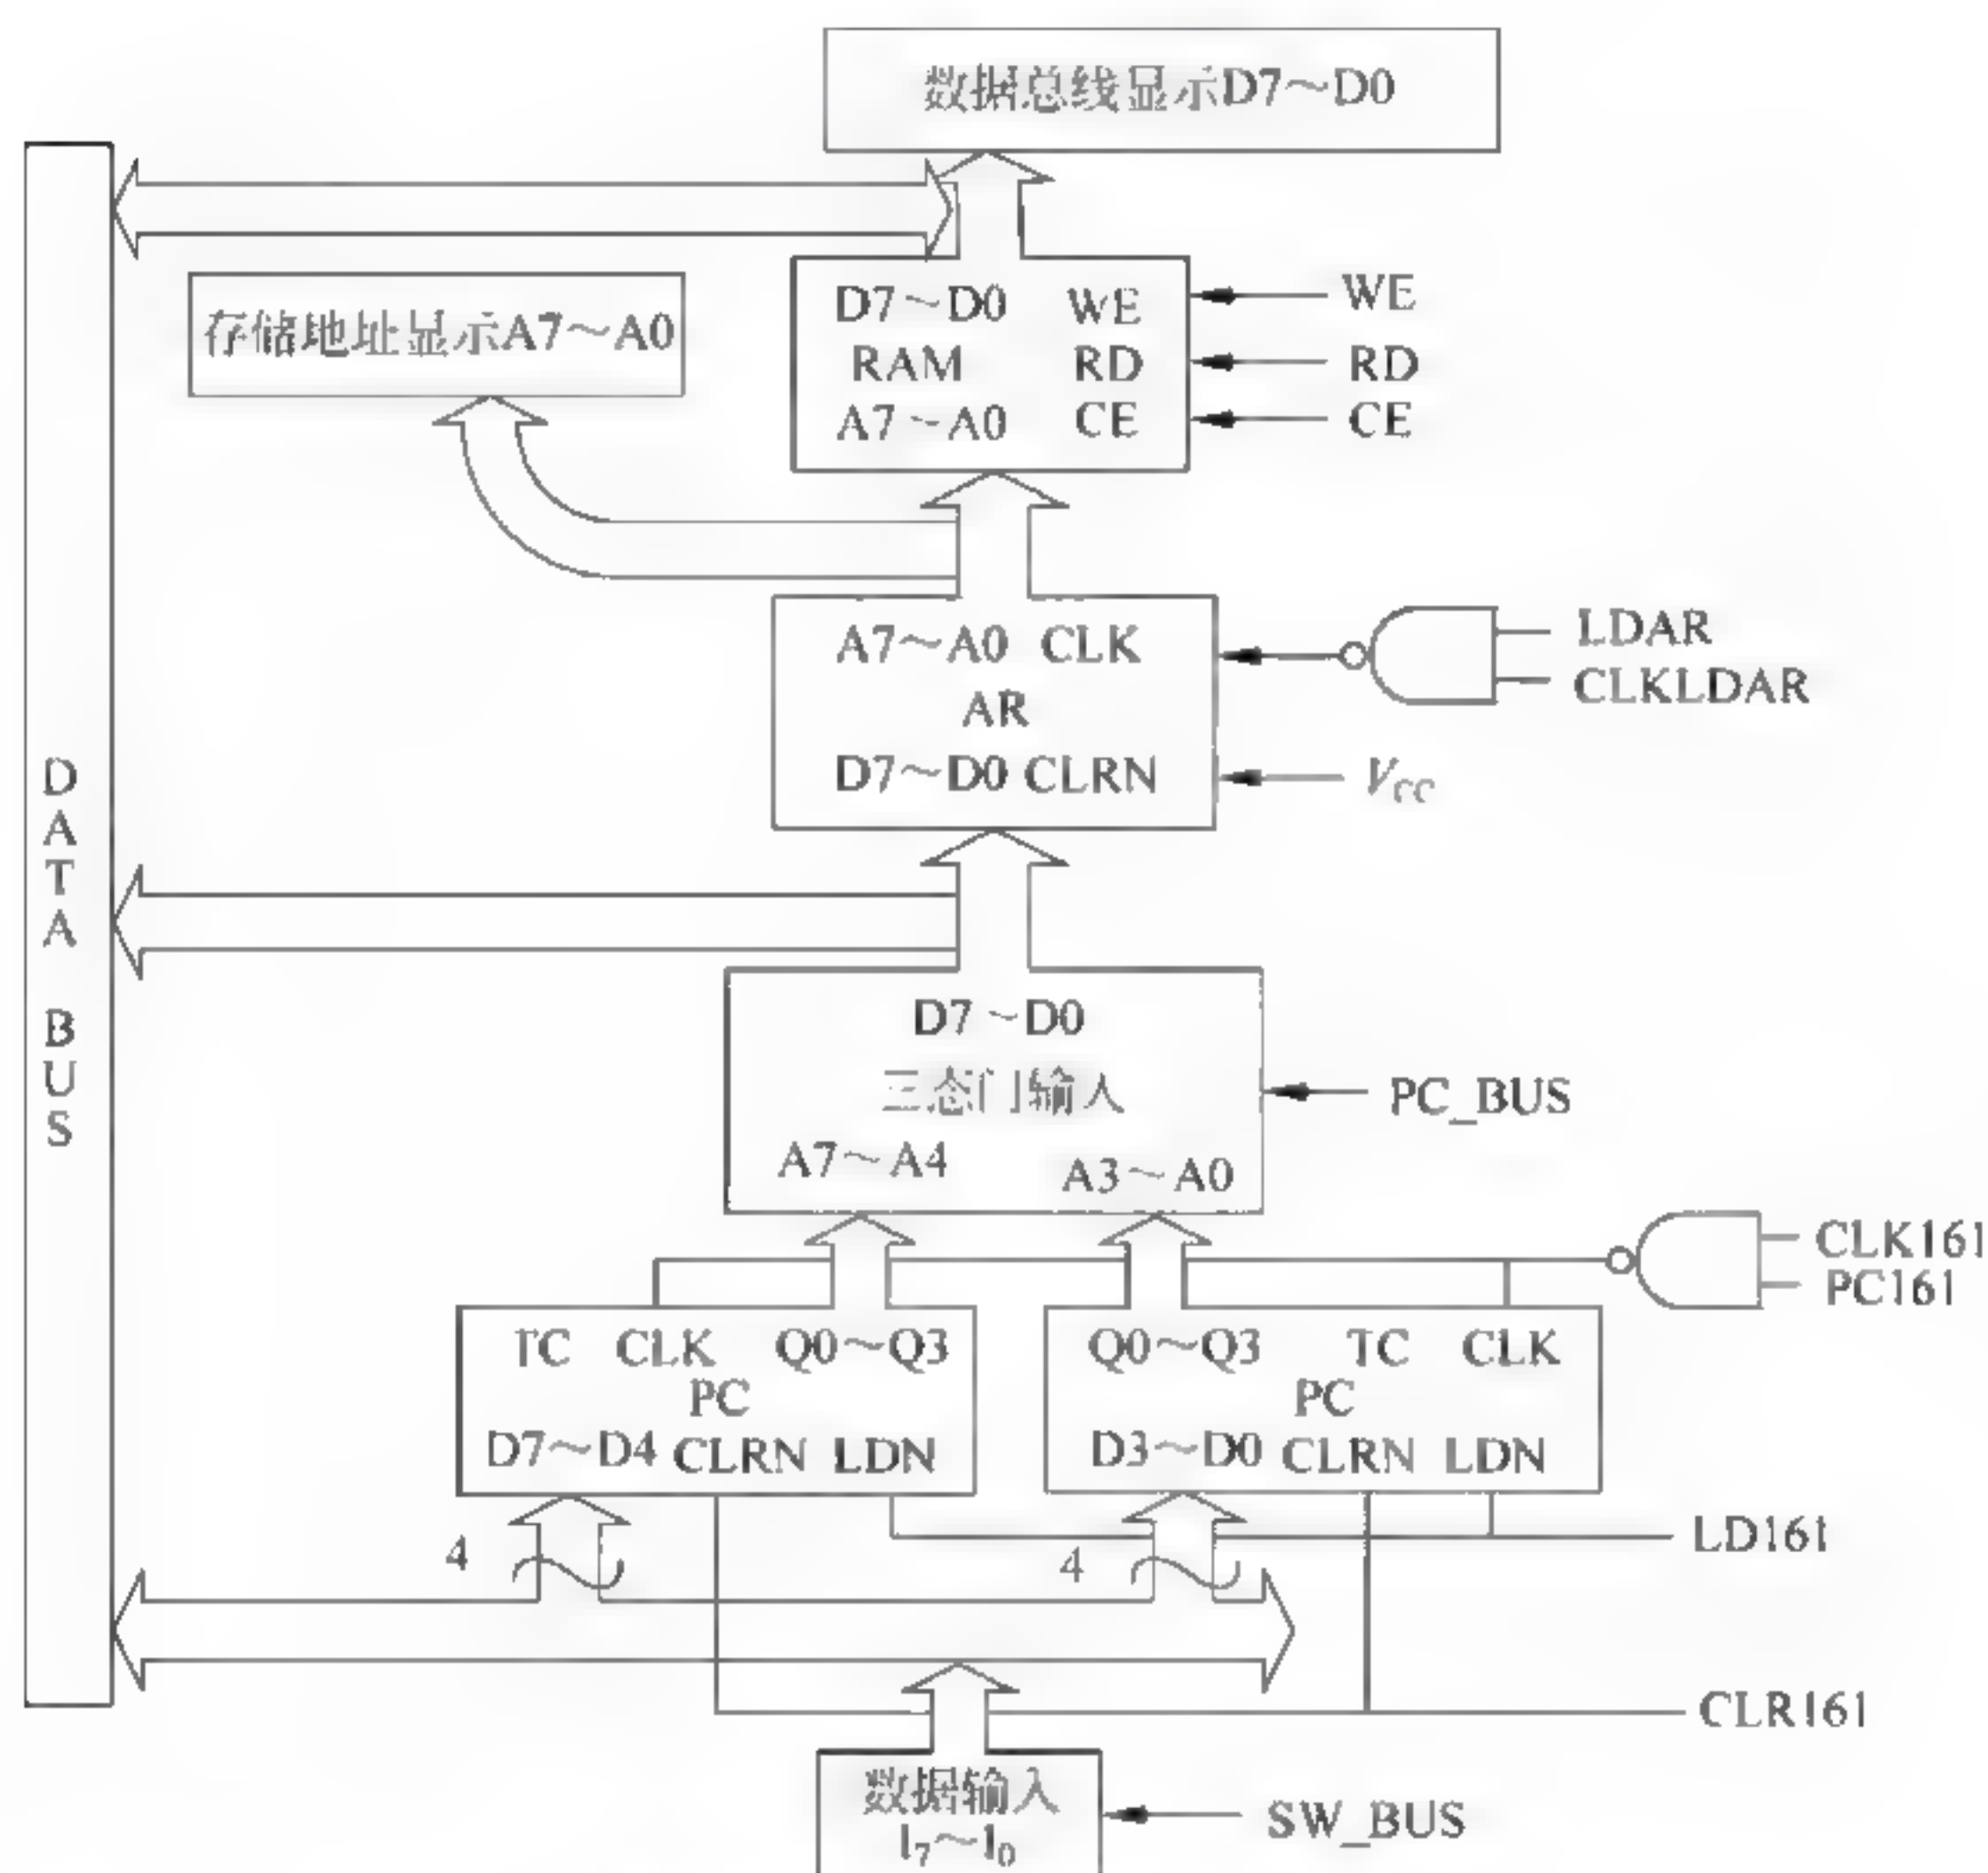 数据总线显示D7～D0
存储地址显示A7～A0
D7～D0 WE
RAM RD
A7～A0 CE
WE
RD
CE
A7～A0 CLK
AR
D7～D0 CLRN
LDAR
CLKLDAR
VCC
DATA BUS
D7～D0
三态门输入
A7～A4 A3～A0
PC_BUS
CLK161
PC161
TC CLK Q0～Q3
PC
D7～D4 CLRN LDN
Q0～Q3 TC CLK
PC
D3～D0 CLRN LDN
4
4
LD161
CLR161
数据输入
I7～I0
SW_BUS